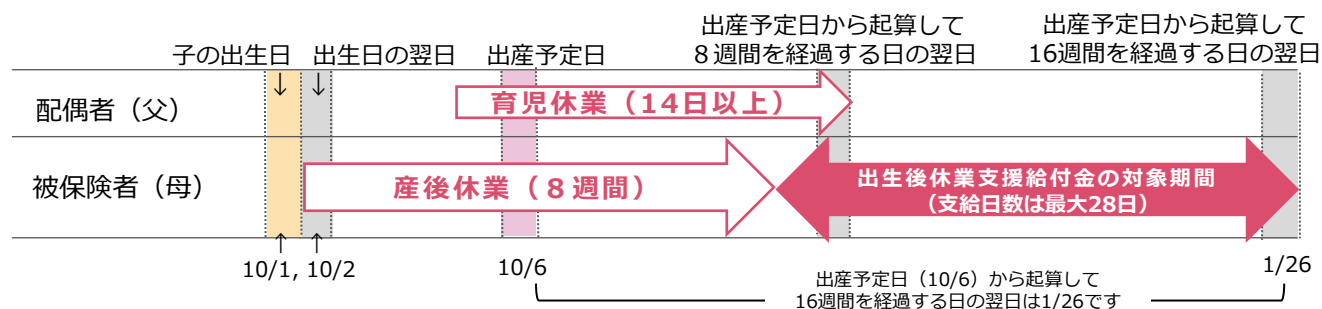 出産予定日から起算して
8週間を経過する日の翌日
出産予定日から起算して
16週間を経過する日の翌日
子の出生日
出生日の翌日
出産予定日
↓
↓
配偶者（父）
育児休業（14日以上）
被保険者（母）
産後休業（８週間）
出生後休業支援給付金の対象期間
（支給日数は最大28日）
↑
↑
10/1, 10/2
10/6
1/26
出産予定日（10/6）から起算して
16週間を経過する日の翌日は1/26です